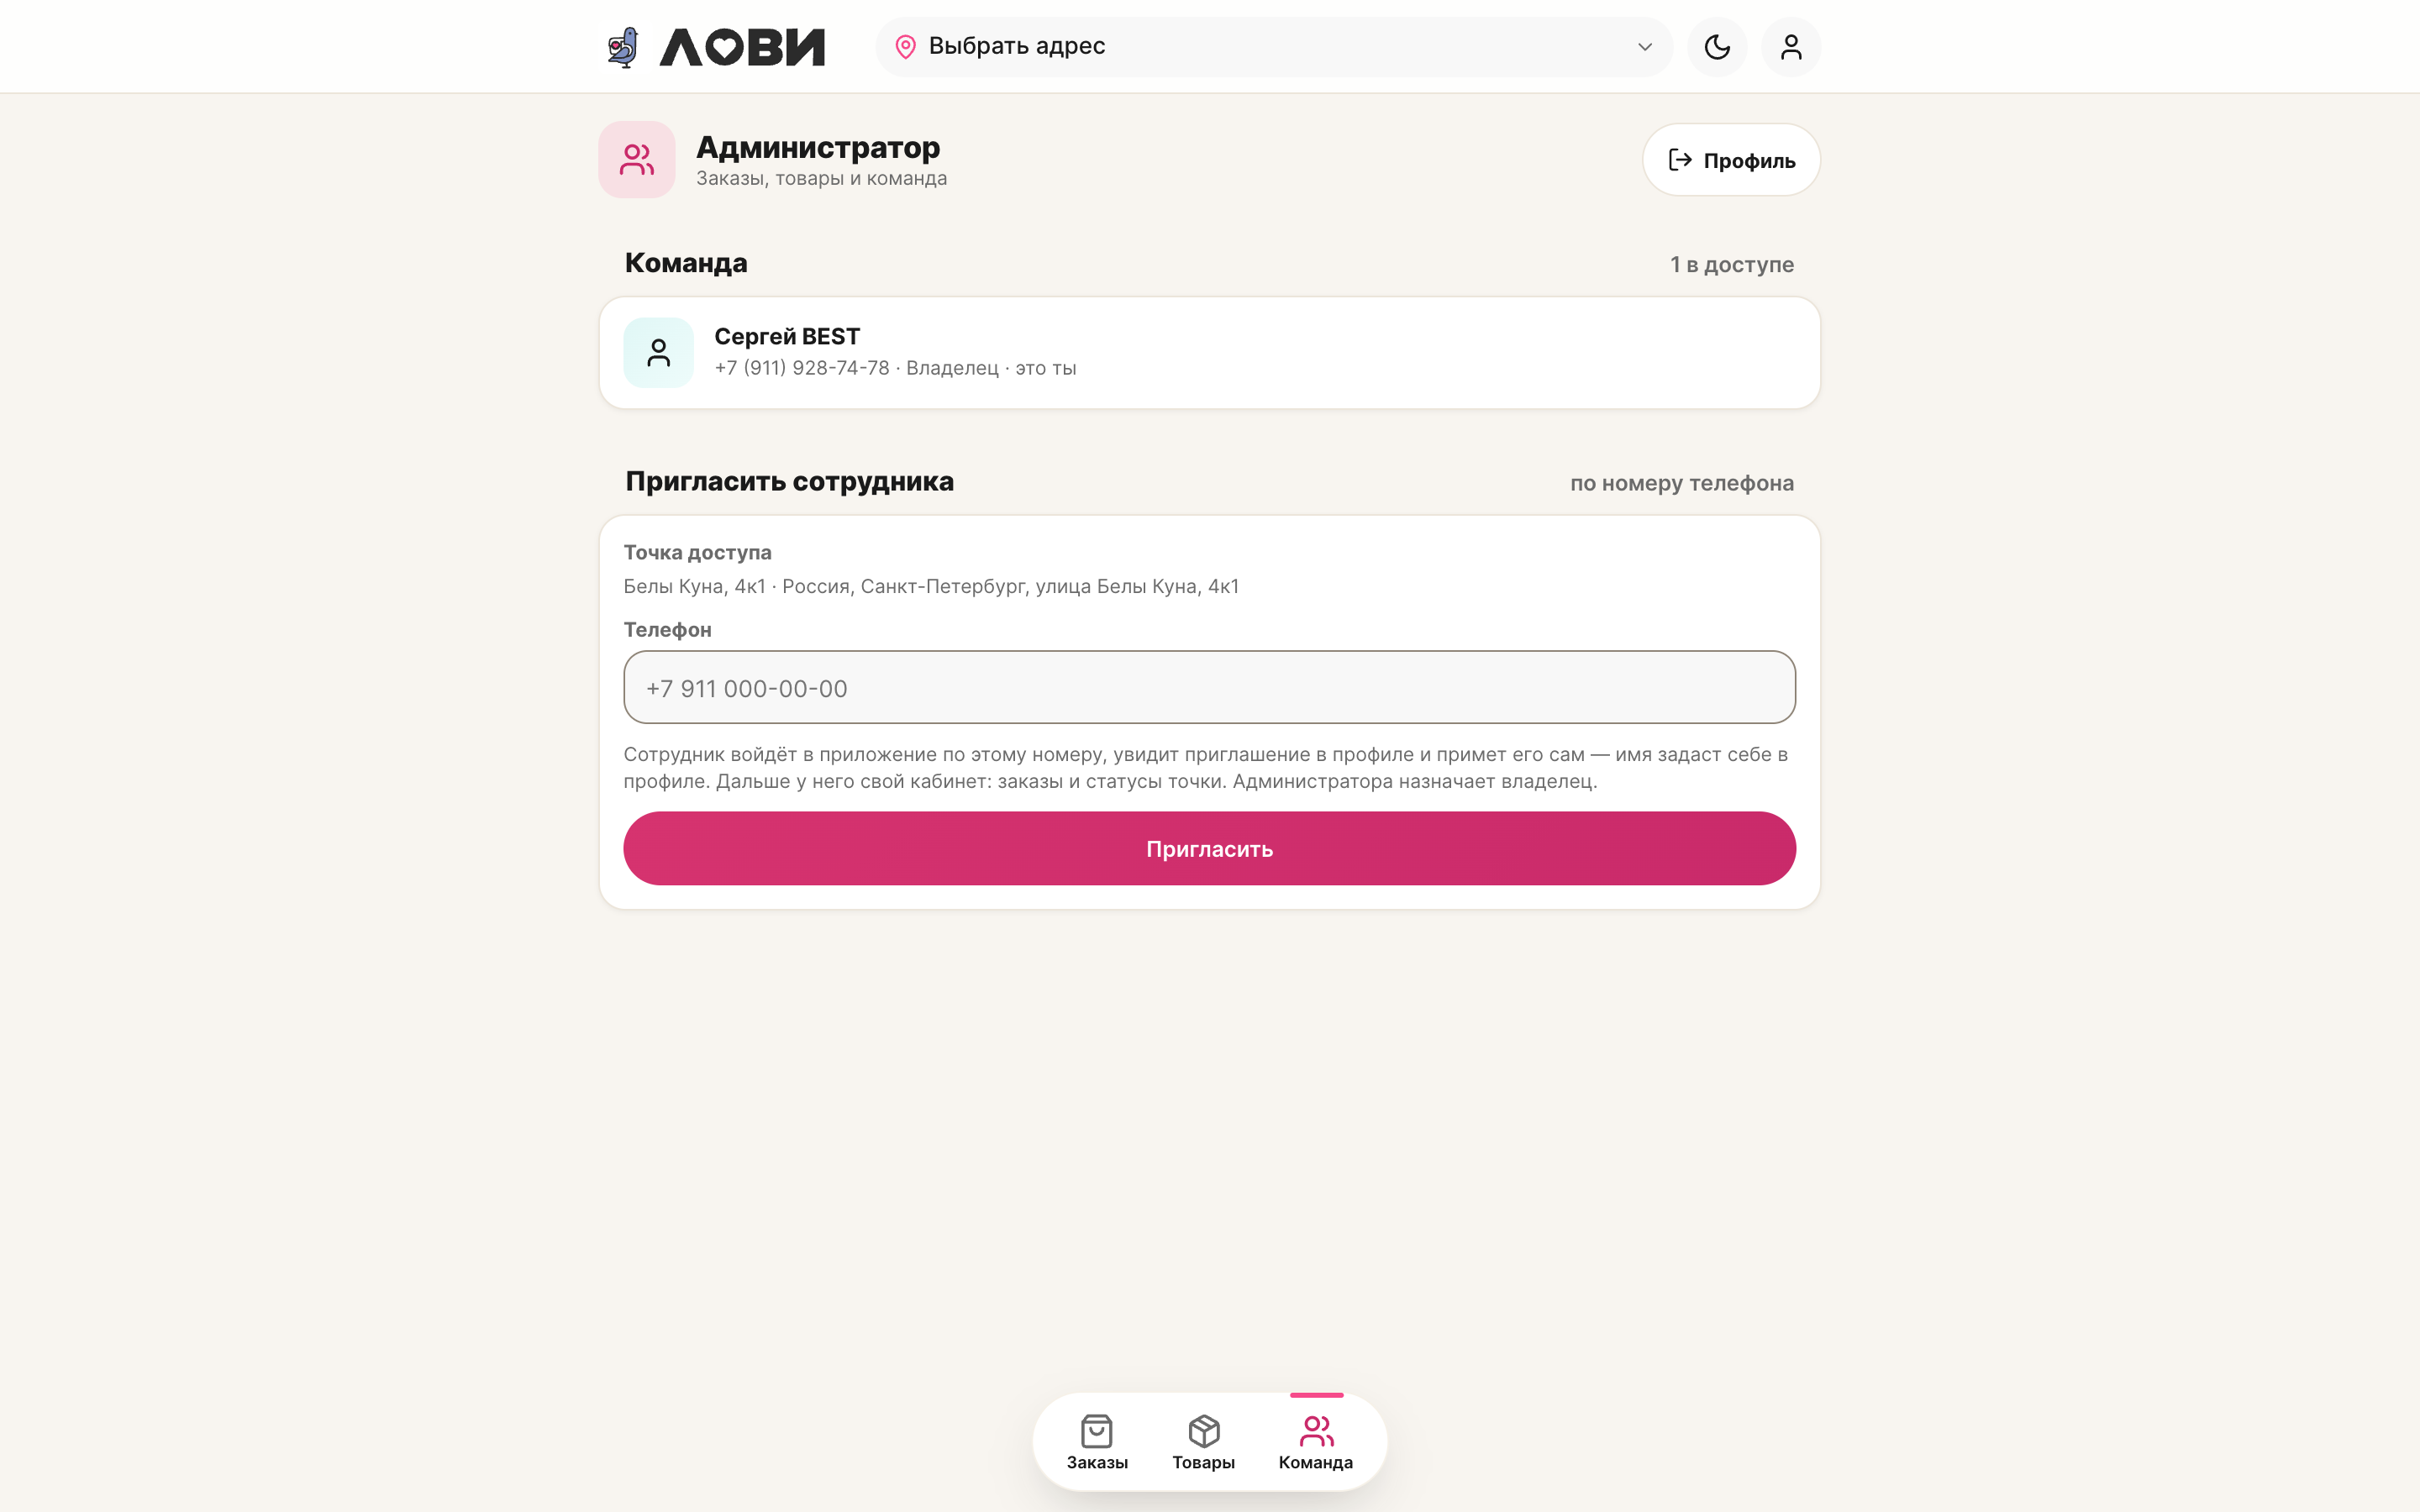 ЛОВИ
Выбрать адрес
Администратор
Заказы, товары и команда
Профиль
Команда
1 в доступе
Сергей BEST
+7 (911) 928-74-78 · Владелец · это ты
Пригласить сотрудника
по номеру телефона
Точка доступа
Белы Куна, 4к1 · Россия, Санкт-Петербург, улица Белы Куна, 4к1
Телефон
+7 911 000-00-00
Сотрудник войдёт в приложение по этому номеру, увидит приглашение в профиле и примет его сам — имя задаст себе в
профиле. Дальше у него свой кабинет: заказы и статусы точки. Администратора назначает владелец.
Пригласить
Заказы
Товары
Команда